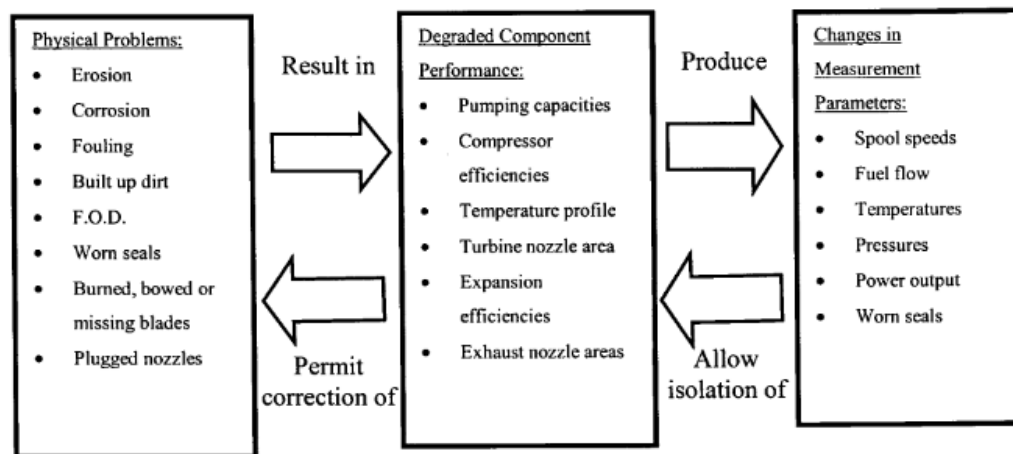 Physical Problems:
• Erosion
• Corrosion
• Fouling
• Built up dirt
• F.O.D.
• Worn seals
• Burned, bowed or
missing blades
• Plugged nozzles
Result in
Permit
correction of
Degraded Component
Performance:
• Pumping capacities
• Compressor
efficiencies
• Temperature profile
• Turbine nozzle area
• Expansion
efficiencies
• Exhaust nozzle areas
Produce
Allow
isolation of
Changes in
Measurement
Parameters:
• Spool speeds
• Fuel flow
• Temperatures
• Pressures
• Power output
• Worn seals